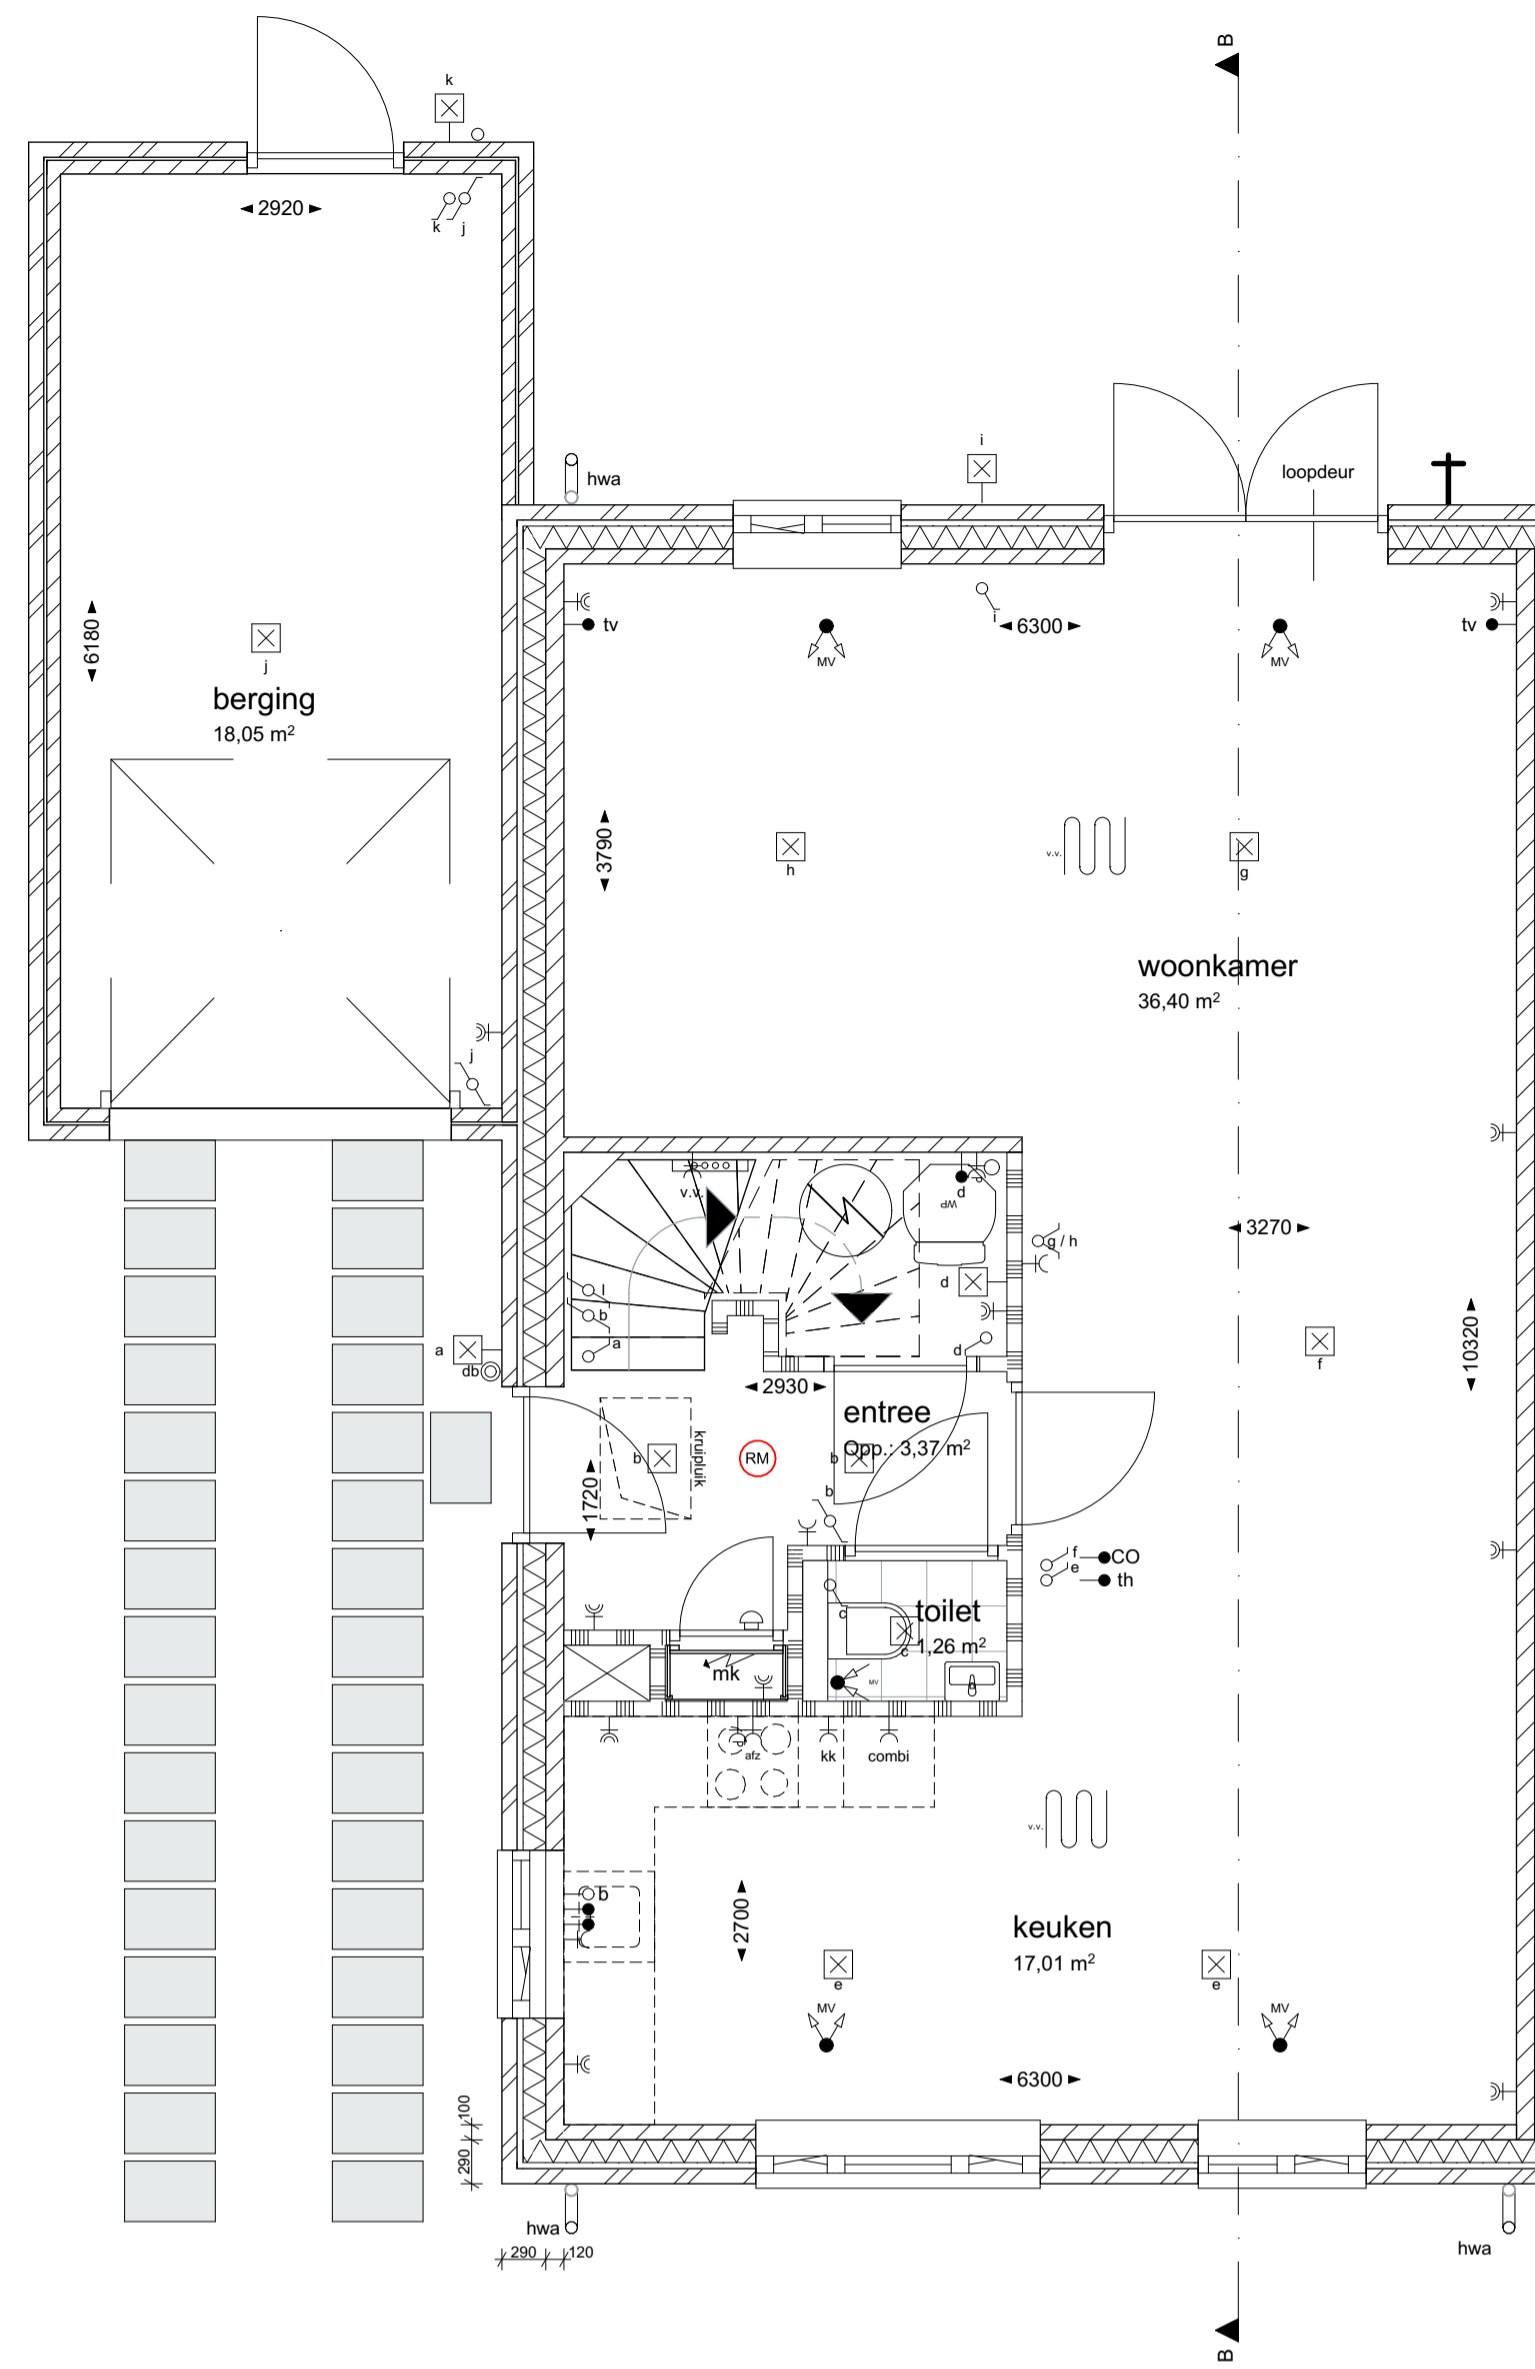 B
k
2920
k
j
i
loopdeur
hwa
tv
i
6300
tv
MV
MV
6180
j
berging
18,05 m²
3790
h
v.v.
g
woonkamer
36,40 m²
j
v.v.
d
WP
g / h
3270
l
d
b
a
d
a
db
f
10320
2930
entree
Opp.: 3,37 m²
kruipluik
b
RM
b
1720
b
f
CO
e
th
c
toilet
1,26 m²
c
mk
MV
afz
kk
combi
v.v.
b
2700
keuken
17,01 m²
e
e
MV
MV
6300
100
290
hwa
290
120
hwa
B